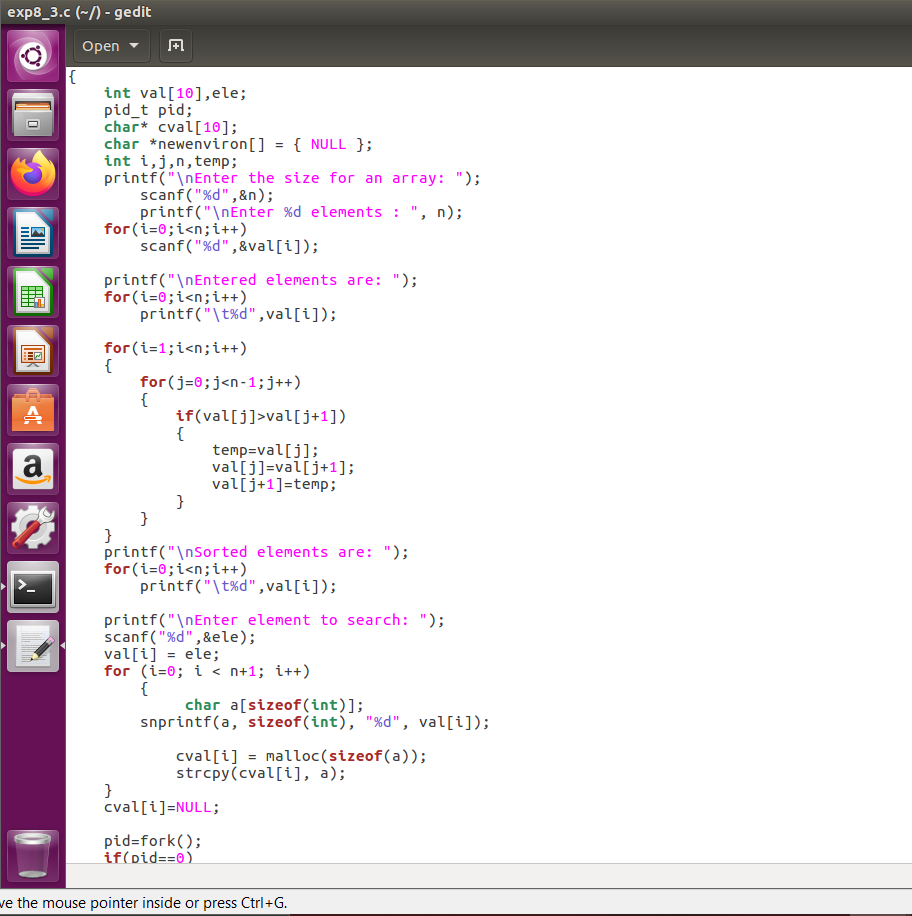 exp8_3.c (~/) - gedit
Open
{
    int val[10],ele;
    pid_t pid;
    char* cval[10];
    char *newenviron[] = { NULL };
    int i,j,n,temp;
    printf("\nEnter the size for an array: ");
        scanf("%d",&n);
        printf("\nEnter %d elements : ", n);
    for(i=0;i<n;i++)
        scanf("%d",&val[i]);

    printf("\nEntered elements are: ");
    for(i=0;i<n;i++)
        printf("\t%d",val[i]);

    for(i=1;i<n;i++)
    {
        for(j=0;j<n-1;j++)
        {
            if(val[j]>val[j+1])
            {
                temp=val[j];
                val[j]=val[j+1];
                val[j+1]=temp;
            }
        }
    }
    printf("\nSorted elements are: ");
    for(i=0;i<n;i++)
        printf("\t%d",val[i]);

    printf("\nEnter element to search: ");
    scanf("%d",&ele);
    val[i] = ele;
    for (i=0; i < n+1; i++)
        {
             char a[sizeof(int)];
        snprintf(a, sizeof(int), "%d", val[i]);

            cval[i] = malloc(sizeof(a));
            strcpy(cval[i], a);
    }
    cval[i]=NULL;

    pid=fork();
    if(pid==0)
ve the mouse pointer inside or press Ctrl+G.